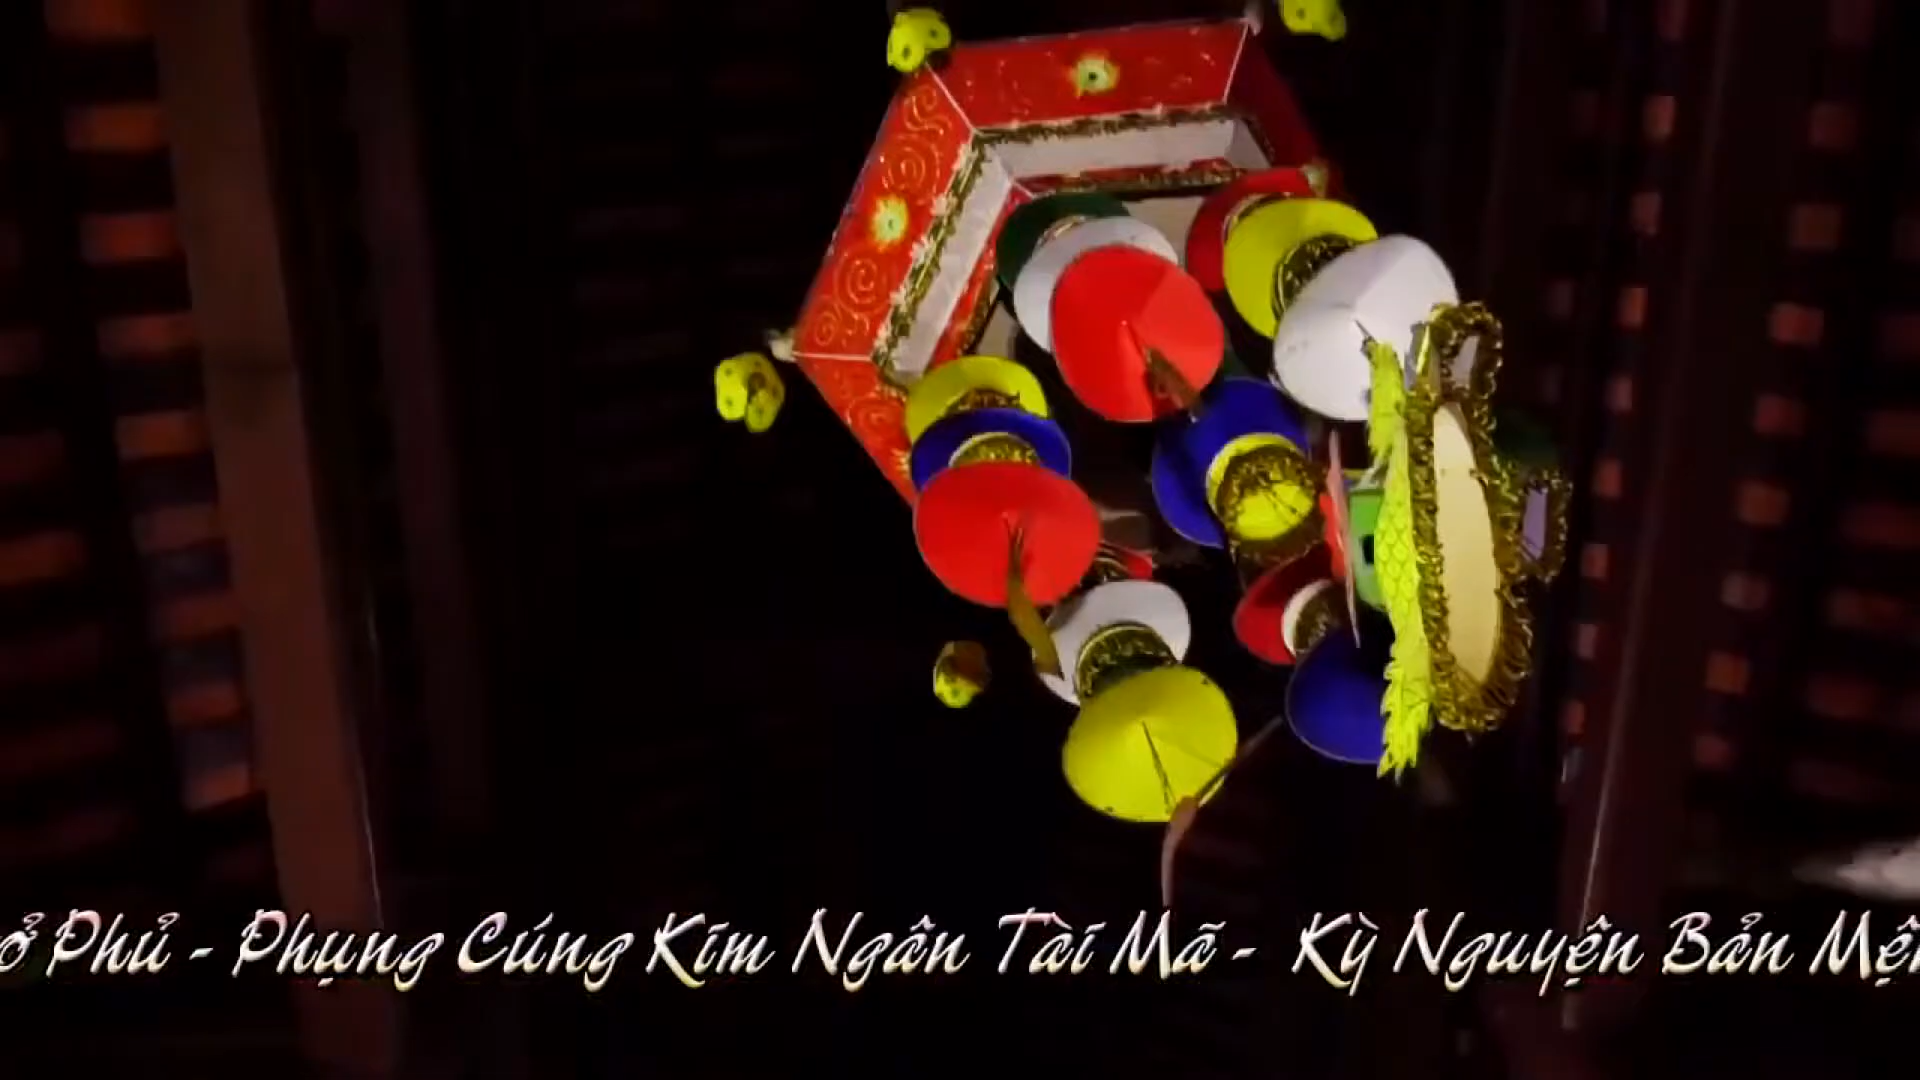 Phủ - Phụng Cúng Kim Ngân Tài Mã - Kỳ Nguyện Bản